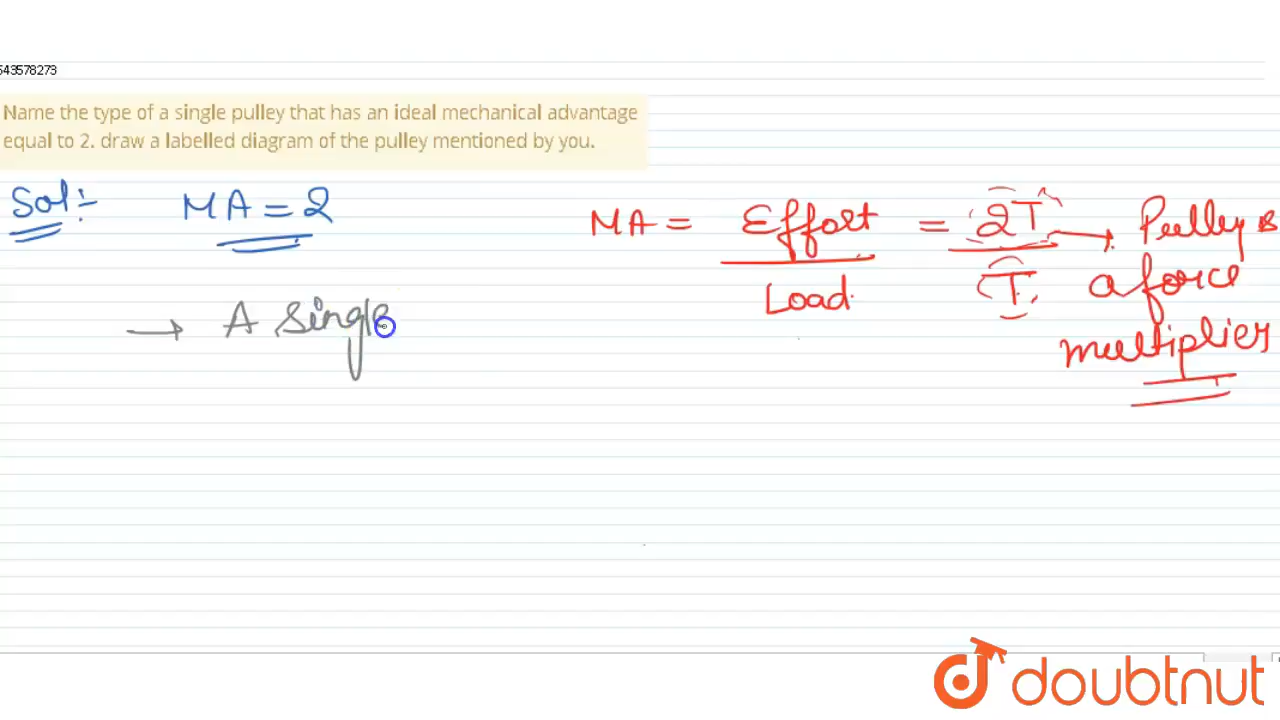 543578273
Name the type of a single pulley that has an ideal mechanical advantage
equal to 2. draw a labelled diagram of the pulley mentioned by you.
Sol:- MA = 2
MA = Effort / Load = 2T / T → Pulley is
a force
multiplier
→ A single
doubtnut